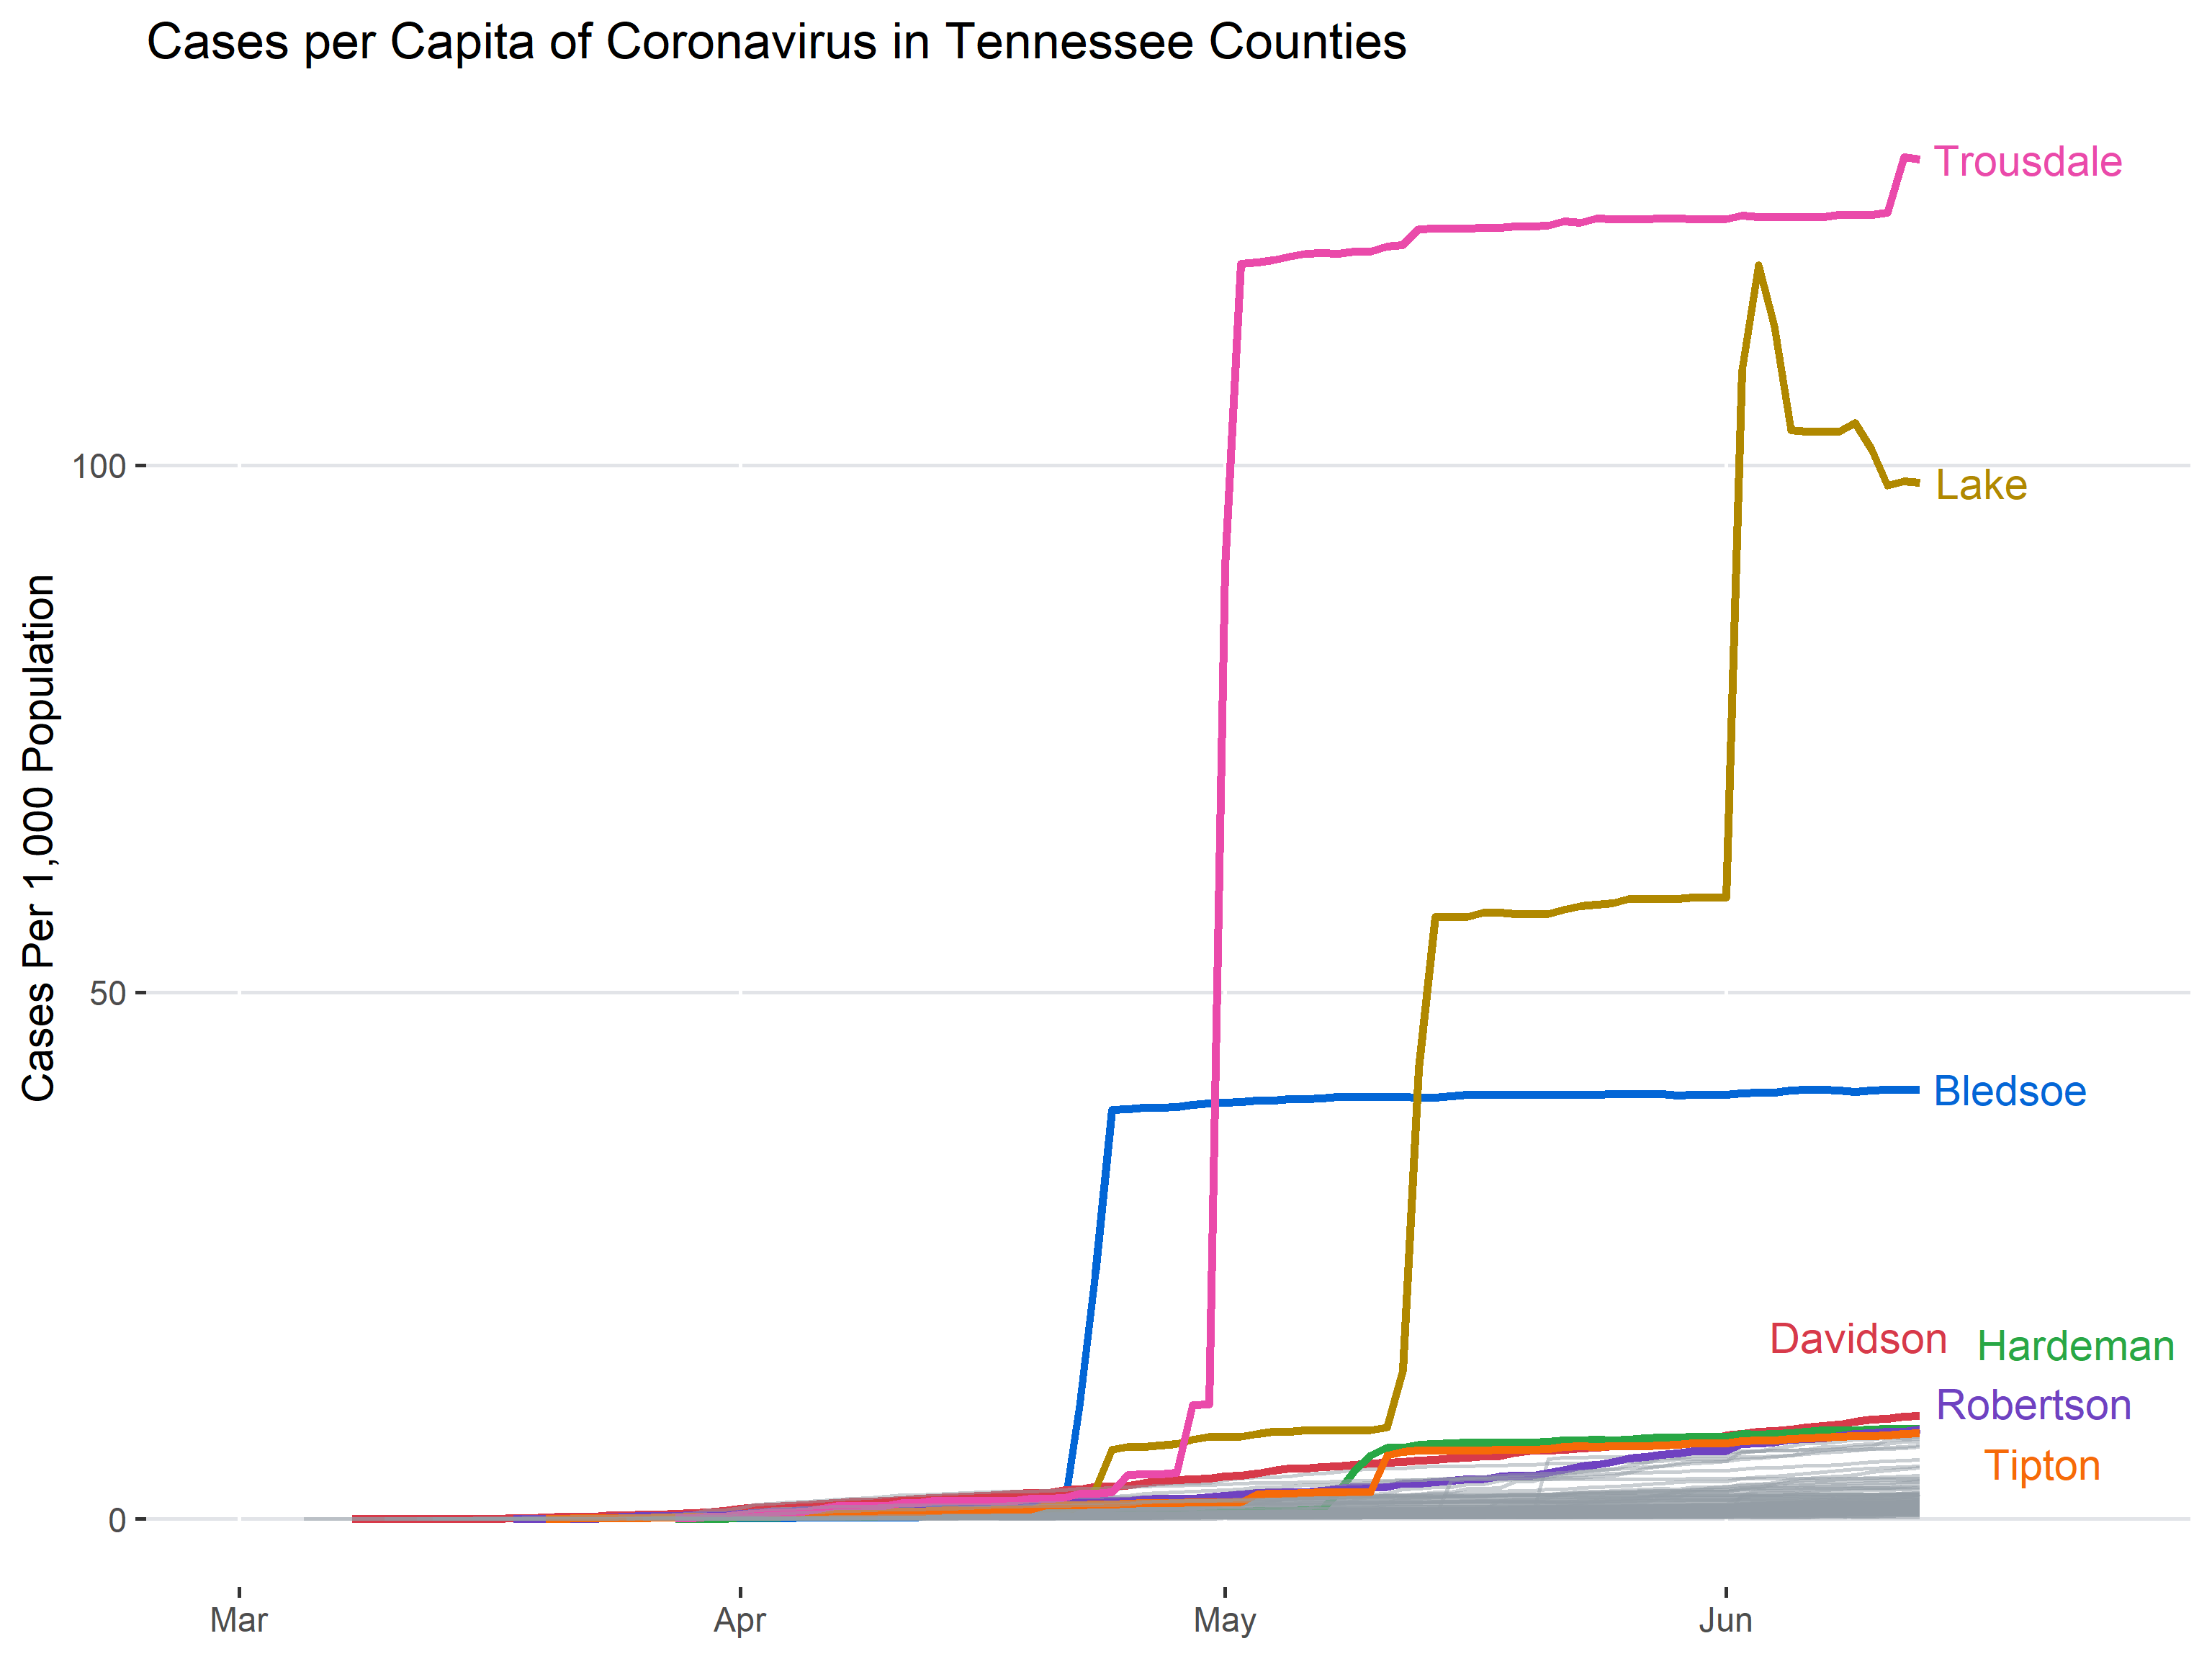 Cases per Capita of Coronavirus in Tennessee Counties
Cases Per 1,000 Population
100
50
0
Mar
Apr
May
Jun
Trousdale
Lake
Bledsoe
Davidson
Hardeman
Robertson
Tipton